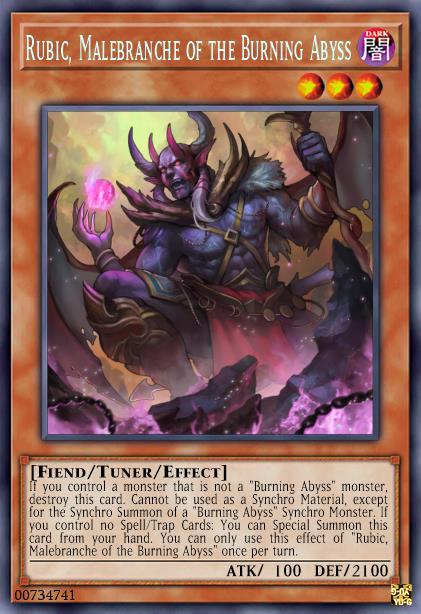 Rubic, Malebranche of the Burning Abyss
DARK
闇
[Fiend/Tuner/Effect]
If you control a monster that is not a "Burning Abyss" monster,
destroy this card. Cannot be used as a Synchro Material, except
for the Synchro Summon of a "Burning Abyss" Synchro Monster. If
you control no Spell/Trap Cards: You can Special Summon this
card from your hand. You can only use this effect of "Rubic,
Malebranche of the Burning Abyss" once per turn.
ATK/ 100 DEF/2100
00734741